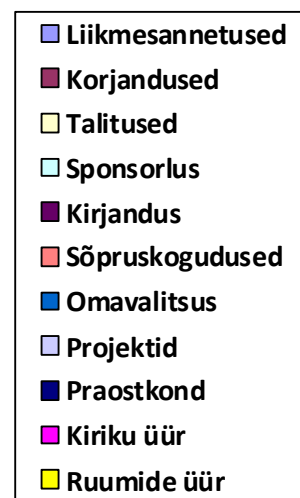 Liikmesannetused
Korjandused
Talitused
Sponsorlus
Kirjandus
Sõpruskogudused
Omavalitsus
Projektid
Praostkond
Kiriku üür
Ruumide üür